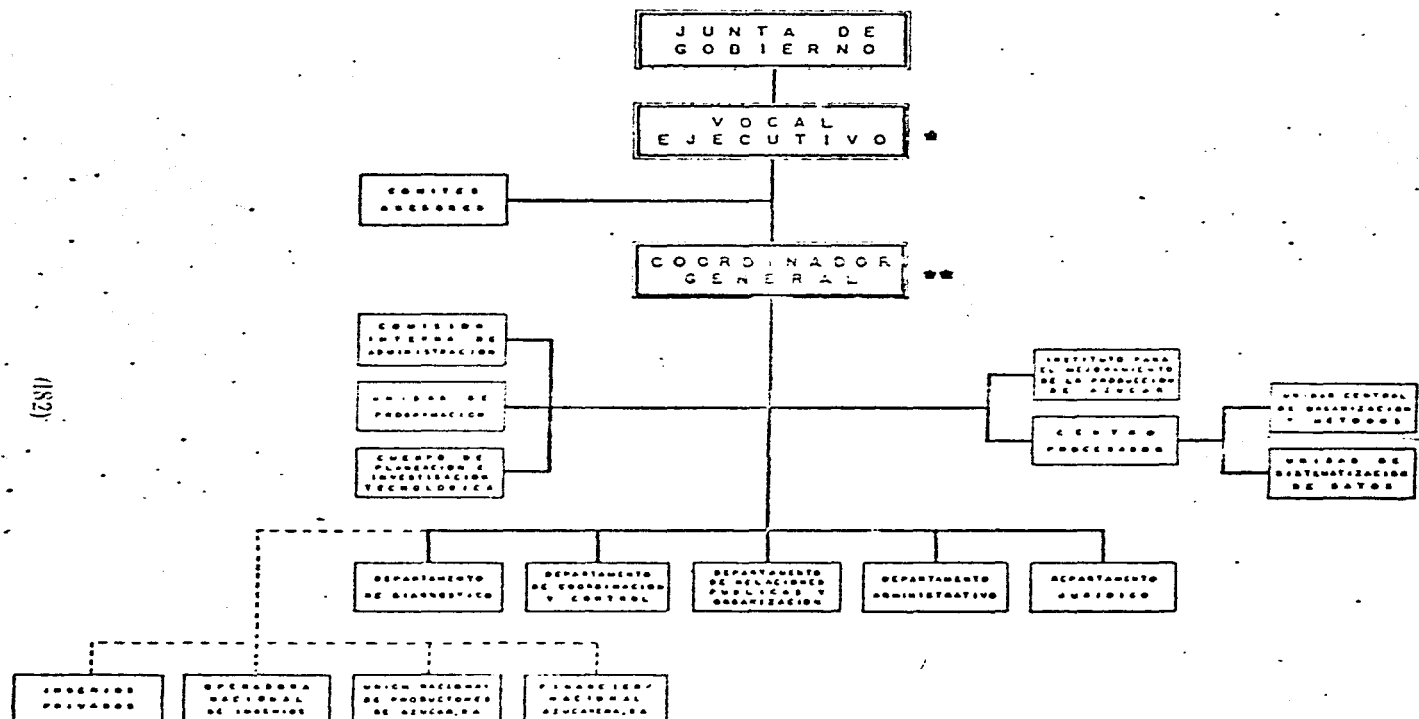 JUNTA DE
GOBIERNO
VOCAL
EJECUTIVO *
COMITES
ASESORES
COORDINADOR
GENERAL **
COMISION
INTERNA DE
ADMINISTRACION
UNIDAD DE
PROGRAMACION
CUERPO DE
PLANEACION E
INVESTIGACION
TECNOLOGICA
INSTITUTO PARA
EL MEJORAMIENTO
DE LA PRODUCCION
DE AZUCAR
CENTRO
PROCESADOR
UNIDAD CENTRAL
DE ORGANIZACION
Y METODOS
UNIDAD DE
SISTEMATIZACION
DE DATOS
(182)
DEPARTAMENTO
DE DIAGNOSTICO
DEPARTAMENTO
DE COORDINACION
Y CONTROL
DEPARTAMENTO
DE RELACIONES
PUBLICAS Y
ORGANIZACION
DEPARTAMENTO
ADMINISTRATIVO
DEPARTAMENTO
JURIDICO
INGENIOS
PRIVADOS
OPERADORA
NACIONAL
DE INGENIOS
UNION NACIONAL
DE PRODUCTORES
DE AZUCAR, SA
FINANCIERA
NACIONAL
AZUCARERA, SA